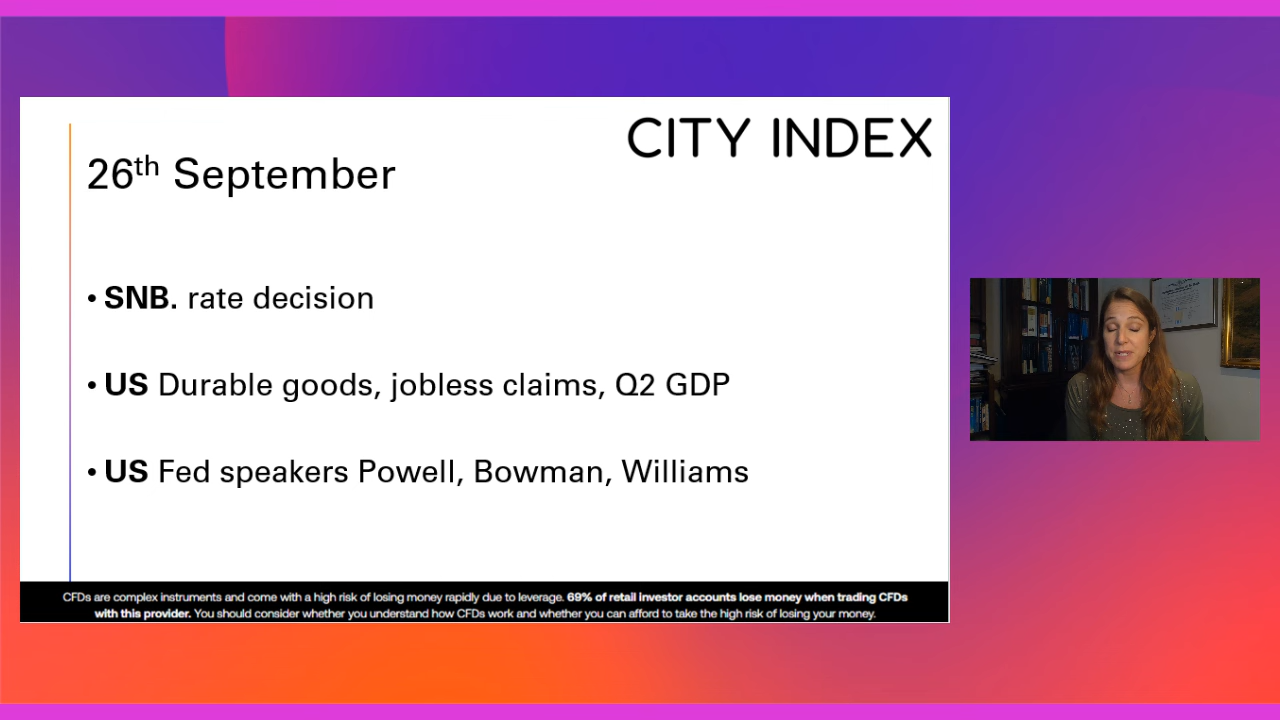 CITY INDEX
26th September
• SNB. rate decision
• US Durable goods, jobless claims, Q2 GDP
• US Fed speakers Powell, Bowman, Williams
CFDs are complex instruments and come with a high risk of losing money rapidly due to leverage. 69% of retail investor accounts lose money when trading CFDs
with this provider. You should consider whether you understand how CFDs work and whether you can afford to take the high risk of losing your money.